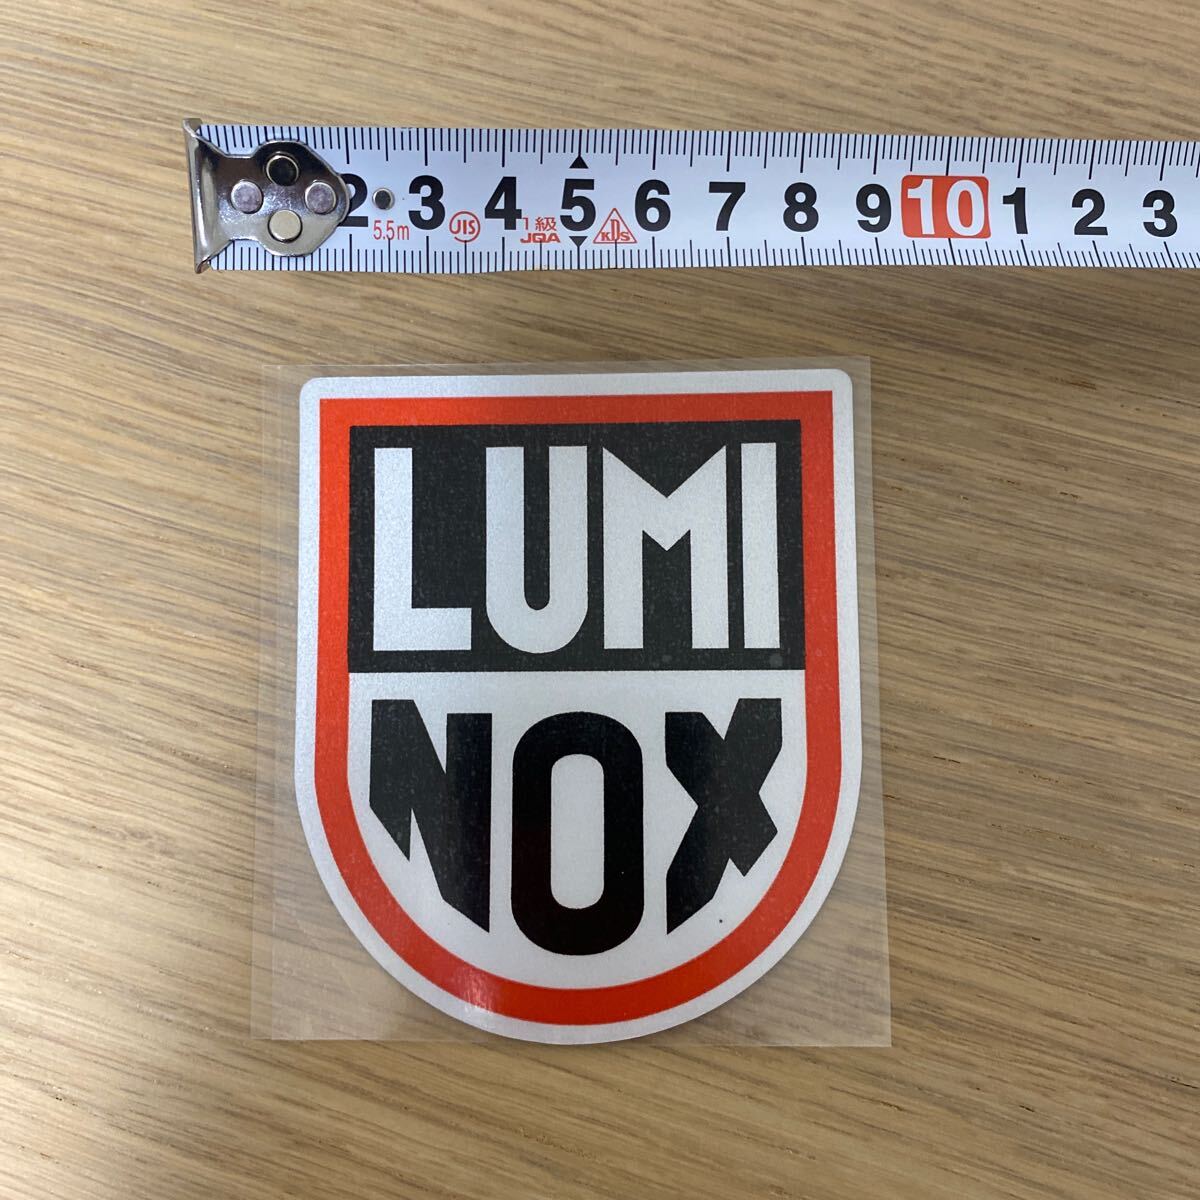 2 3 4 5 6 7 8 9 10 1 2 3
5.5m JIS 1級 JQA KDS
LUMI
NOX